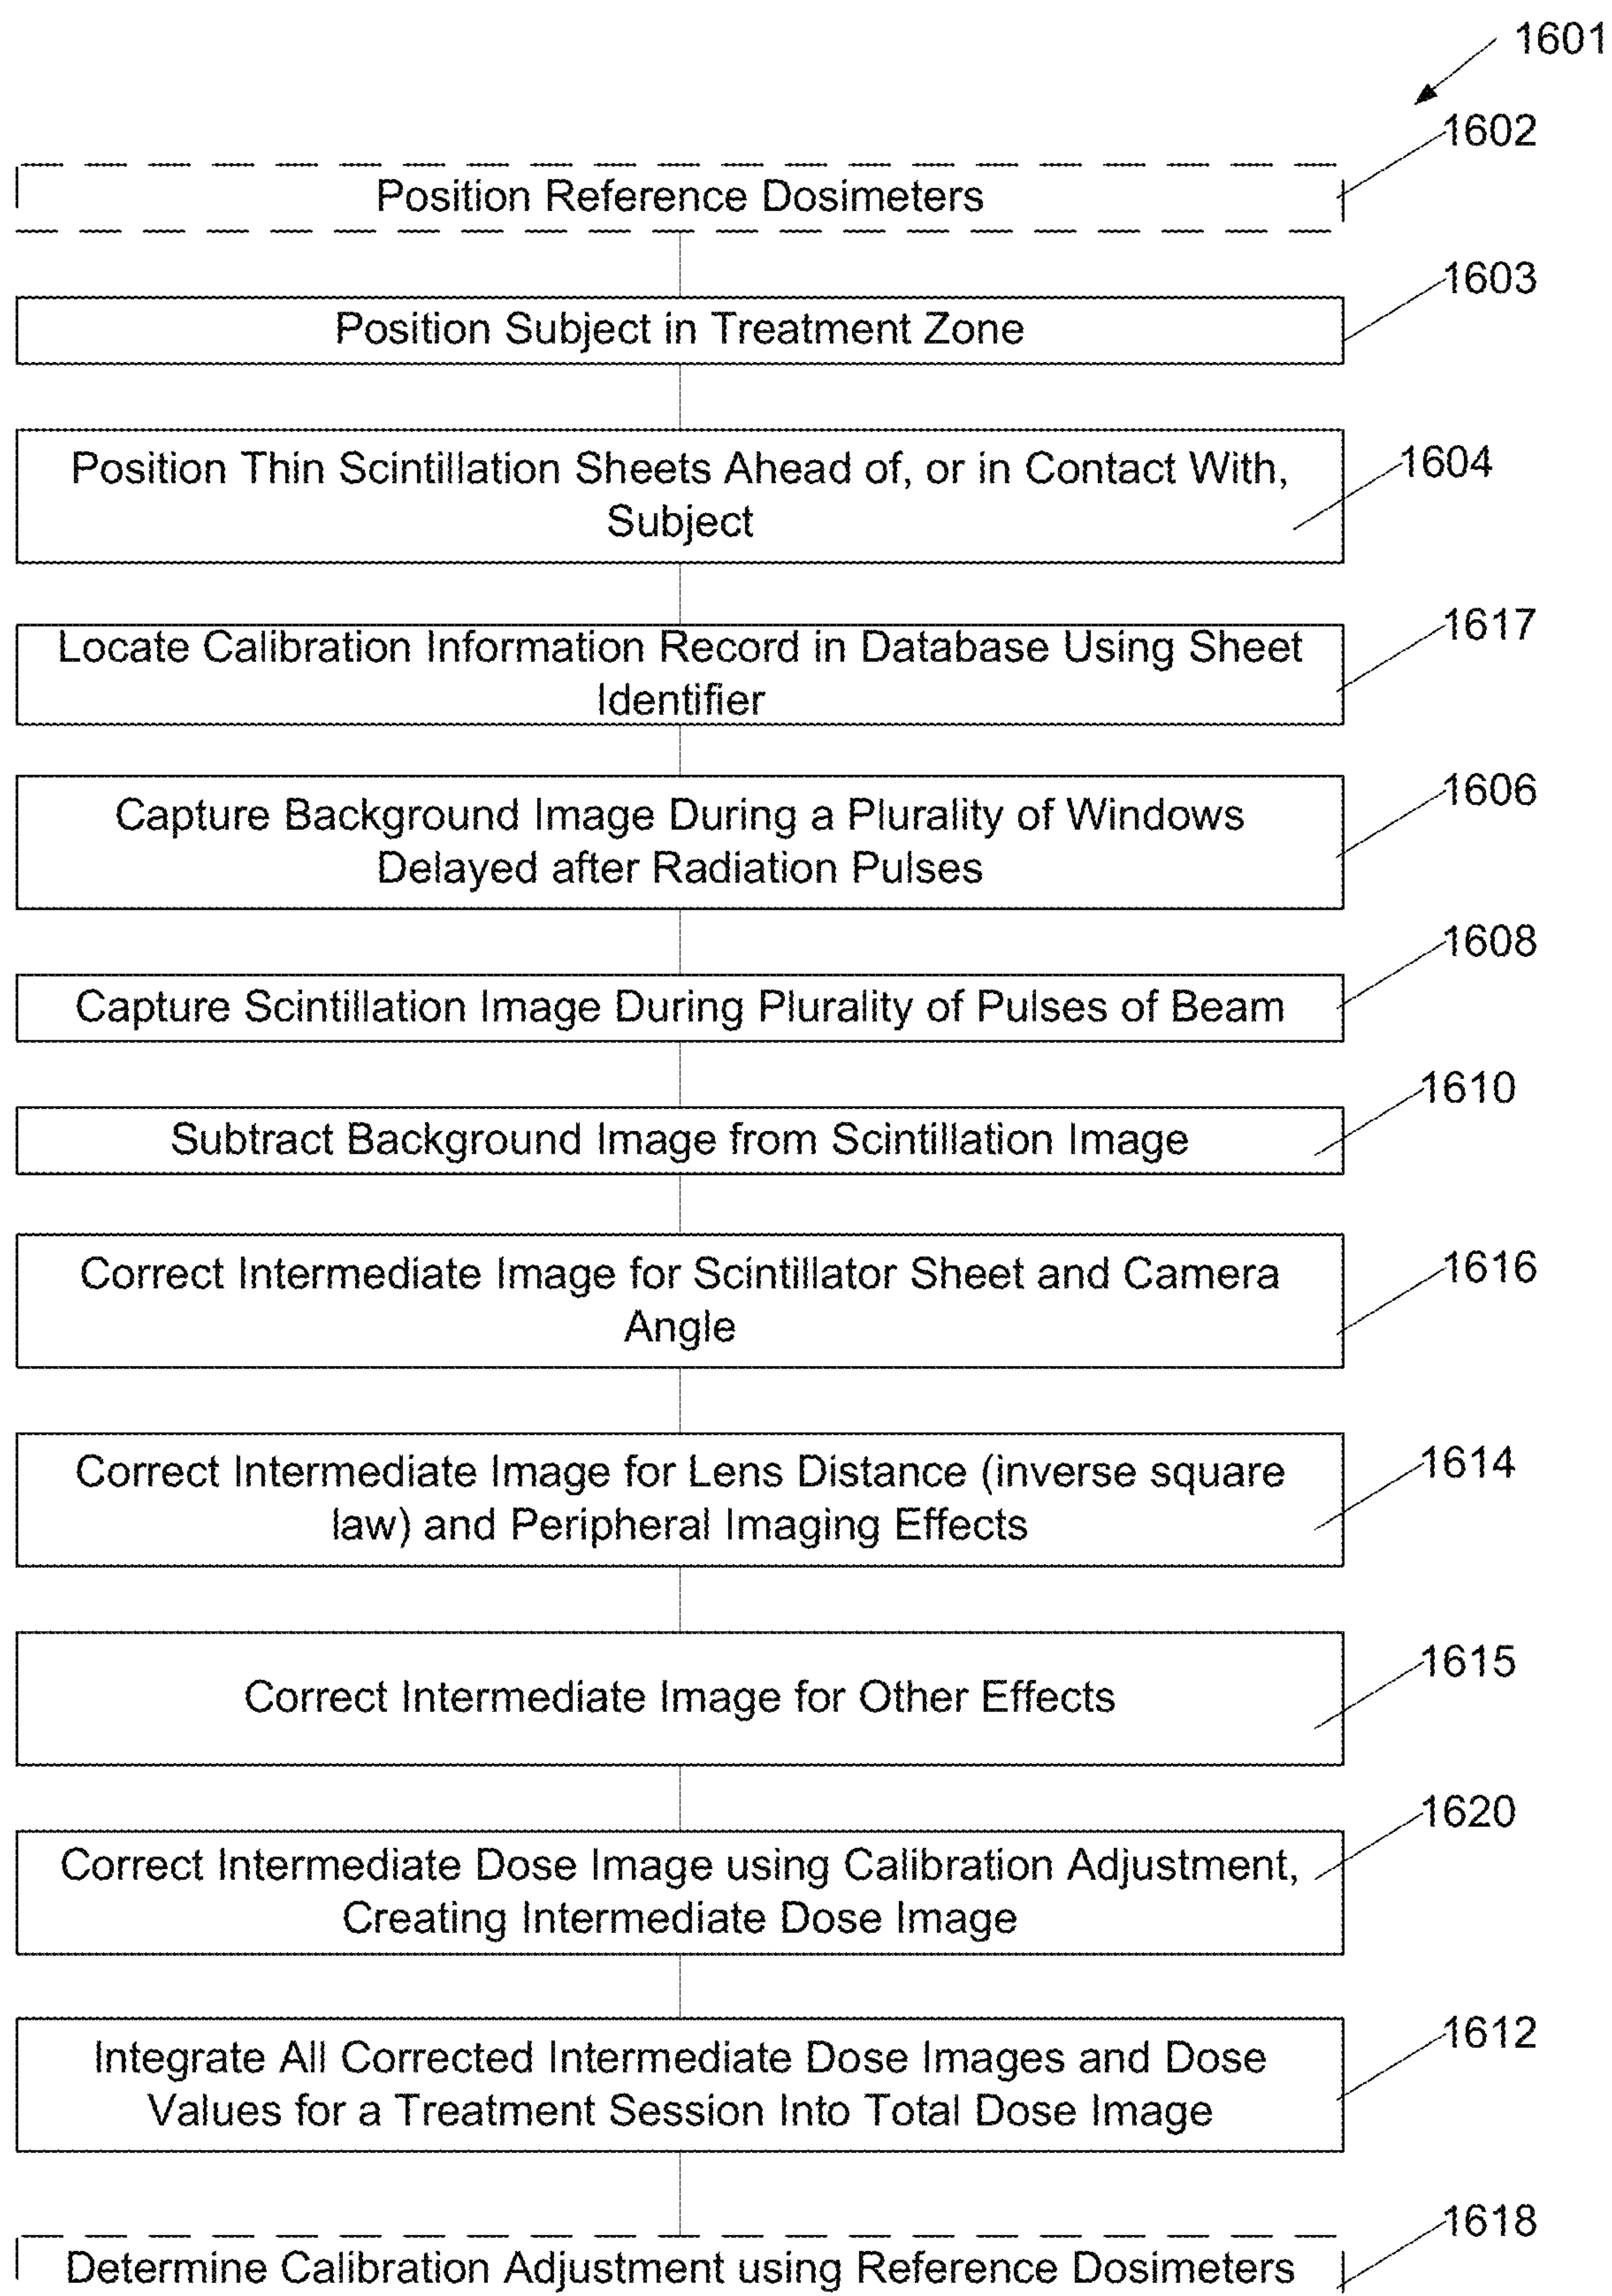 1601
1602
Position Reference Dosimeters
1603
Position Subject in Treatment Zone
1604
Position Thin Scintillation Sheets Ahead of, or in Contact With,
Subject
1617
Locate Calibration Information Record in Database Using Sheet
Identifier
1606
Capture Background Image During a Plurality of Windows
Delayed after Radiation Pulses
1608
Capture Scintillation Image During Plurality of Pulses of Beam
1610
Subtract Background Image from Scintillation Image
1616
Correct Intermediate Image for Scintillator Sheet and Camera
Angle
1614
Correct Intermediate Image for Lens Distance (inverse square
law) and Peripheral Imaging Effects
1615
Correct Intermediate Image for Other Effects
1620
Correct Intermediate Dose Image using Calibration Adjustment,
Creating Intermediate Dose Image
1612
Integrate All Corrected Intermediate Dose Images and Dose
Values for a Treatment Session Into Total Dose Image
1618
Determine Calibration Adjustment using Reference Dosimeters